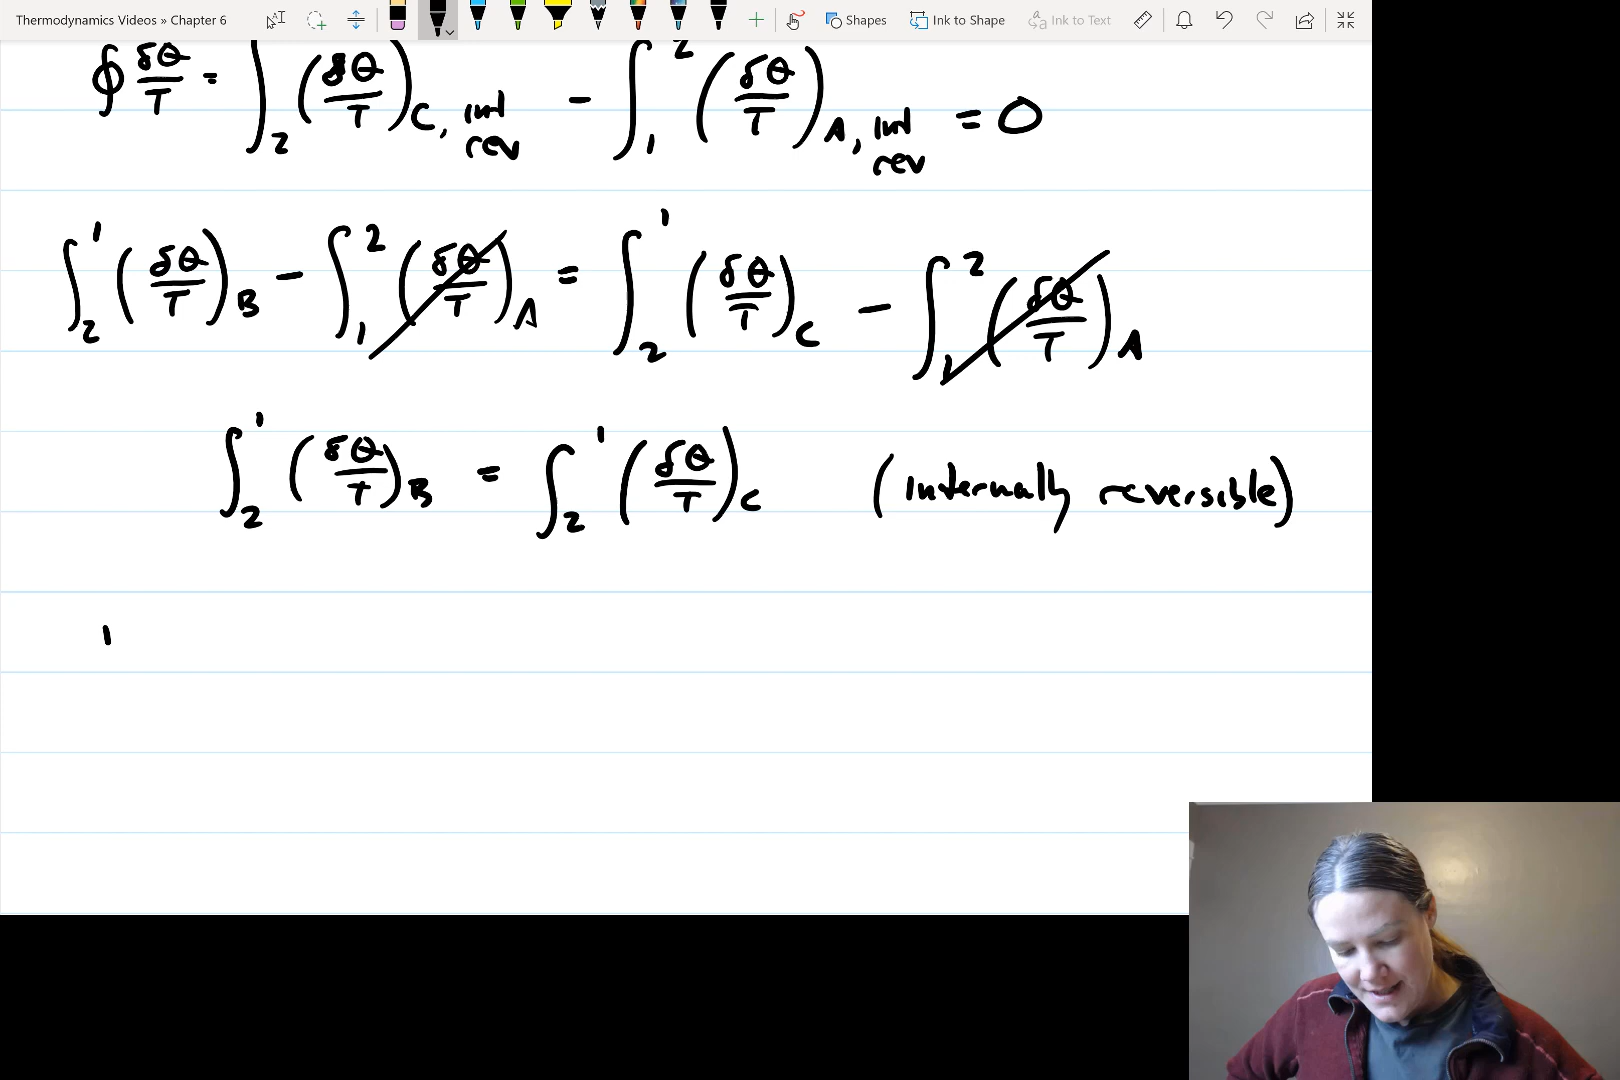 Thermodynamics Videos » Chapter 6
Shapes
Ink to Shape
Ink to Text
∮ δQ/T = ∫₂ (δQ/T)C, int rev − ∫₁² (δQ/T)A, int rev = 0
∫₂¹ (δQ/T)B − ∫₁² (δQ/T)A = ∫₂¹ (δQ/T)C − ∫₁² (δQ/T)A
∫₂¹ (δQ/T)B = ∫₂¹ (δQ/T)C (internally reversible)